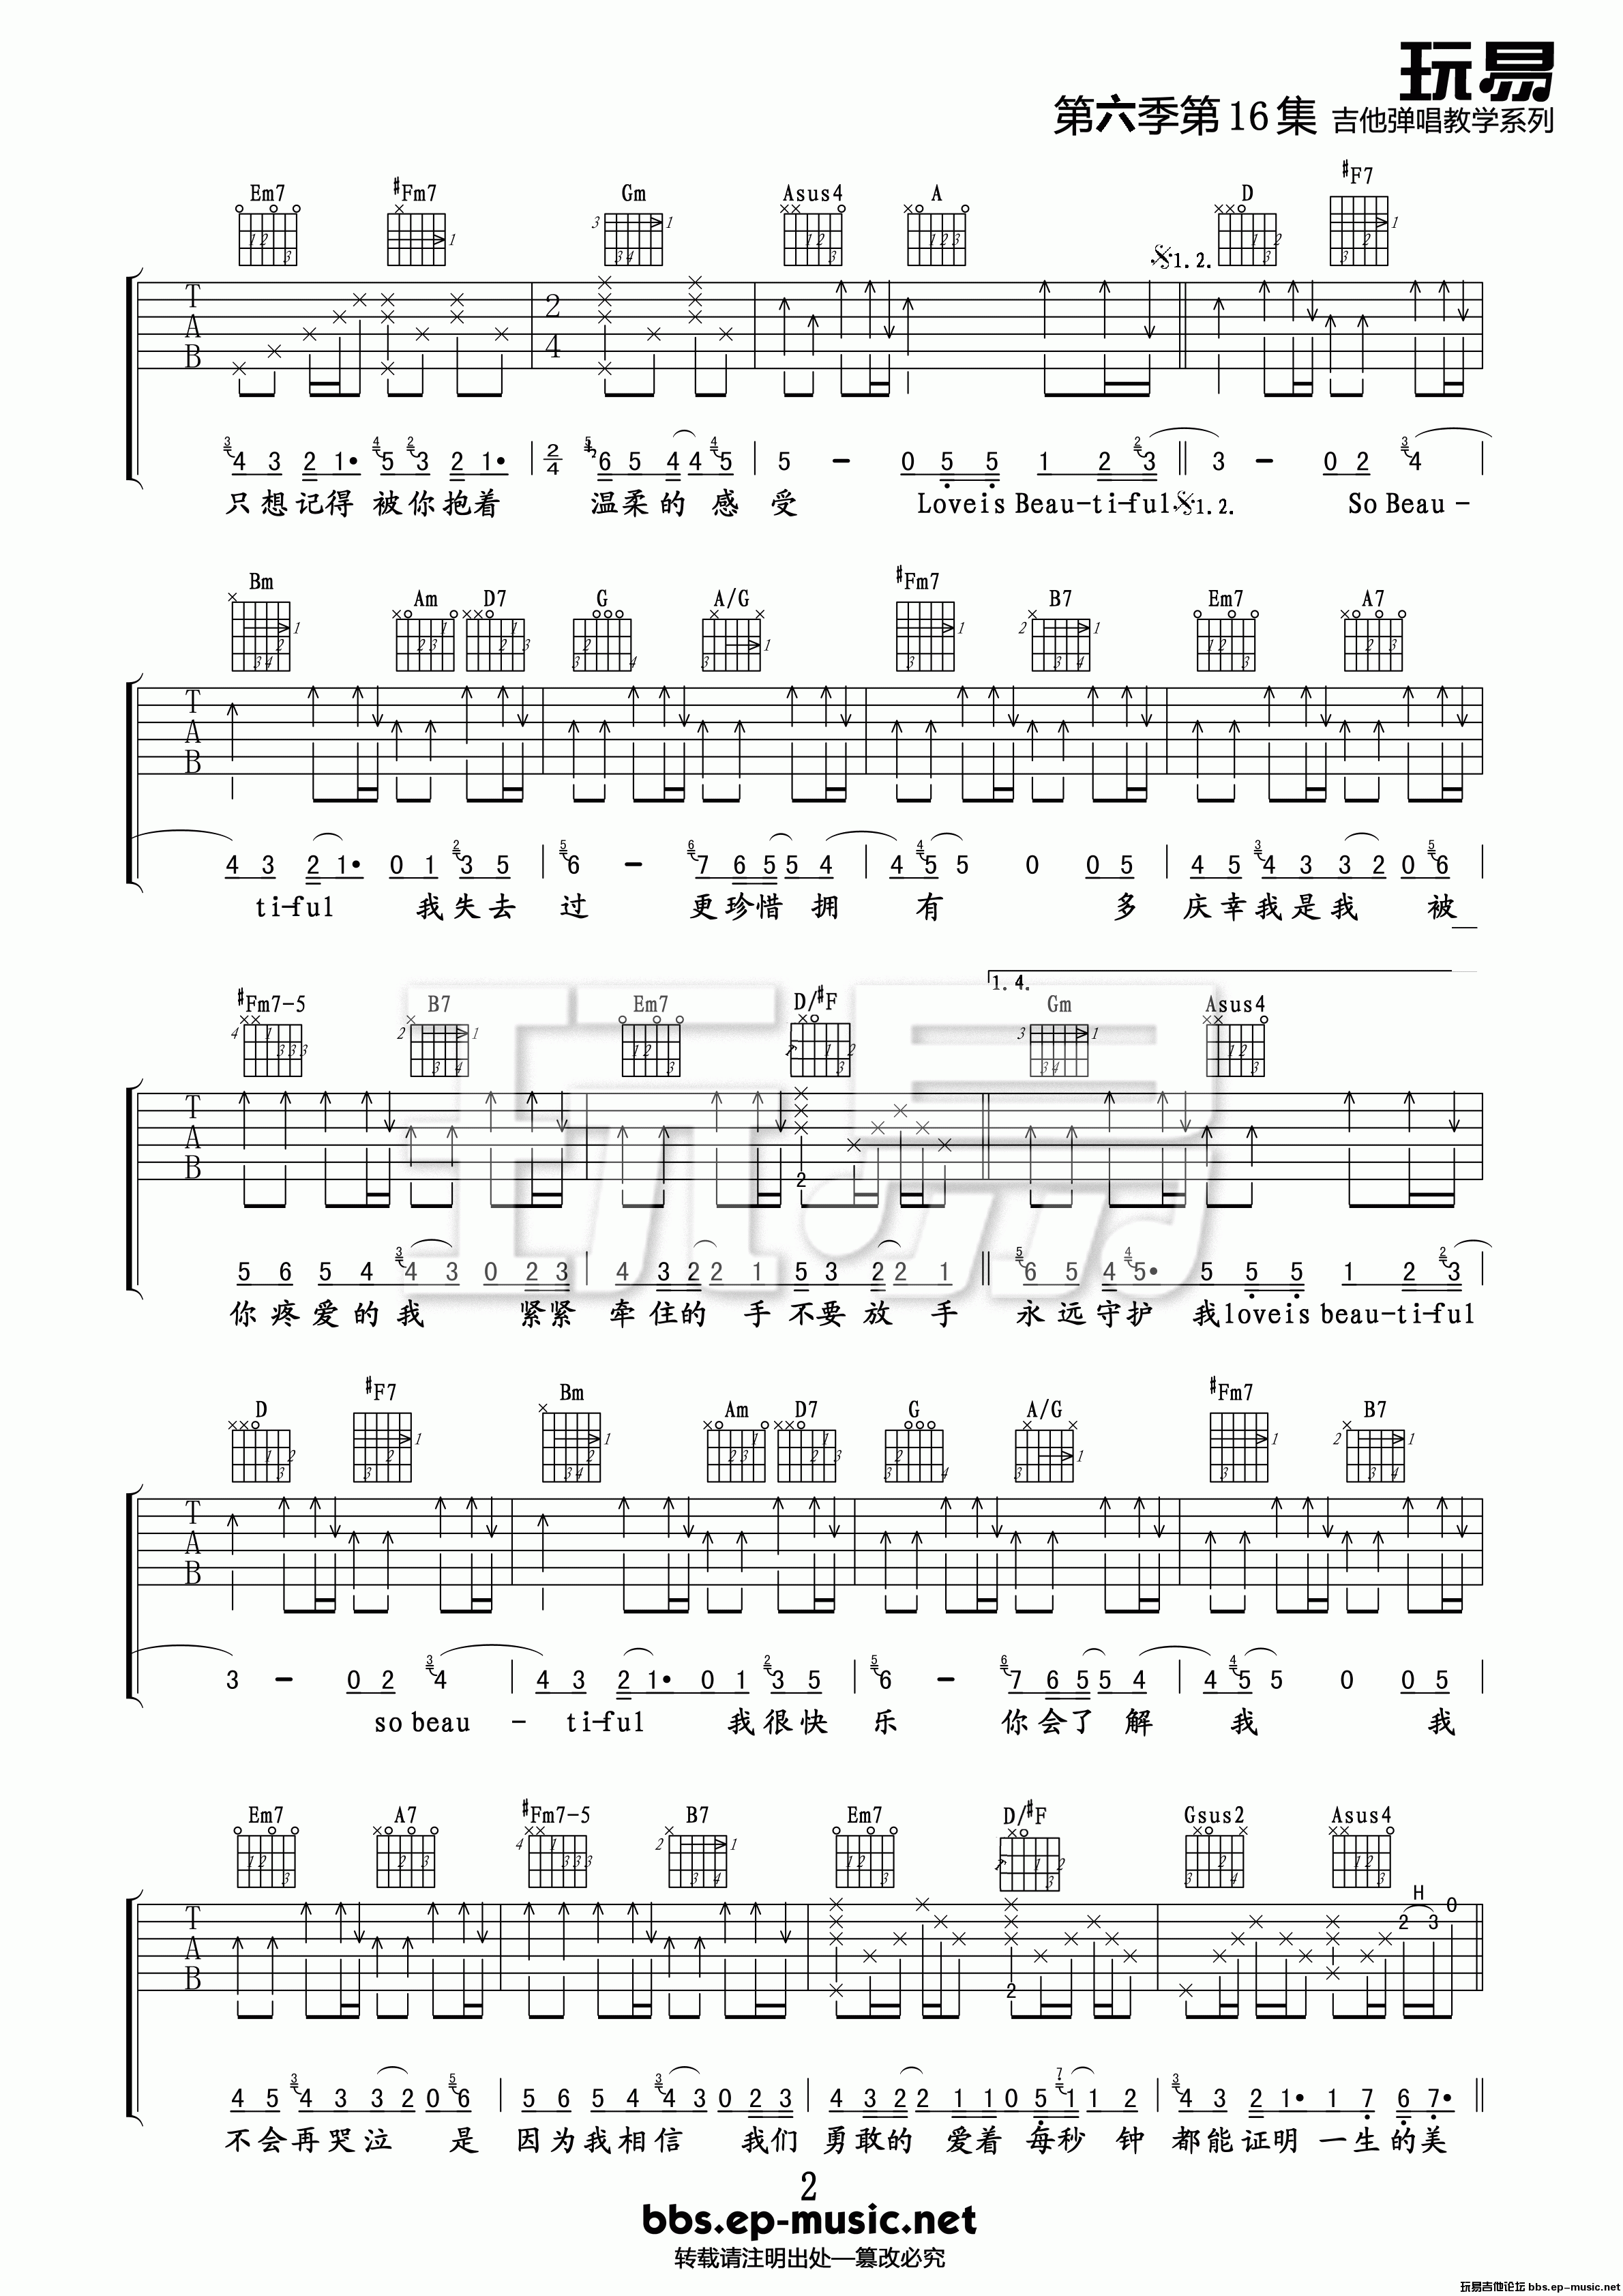 玩易
第六季第16集 吉他弹唱教学系列
Em7 #Fm7 Gm Asus4 A D #F7
𝄋1. 2.
T A B
2/4
4 3 2 1• 5 3 2 1• | 2/4 6 5 4 4 5 | 5 – 0 5 5 1 2 3 || 3 – 0 2 4 |
只想记得 被你抱着 温柔的 感 受 Loveis Beau-ti-ful𝄋1. 2. So Beau-
Bm Am D7 G A/G #Fm7 B7 Em7 A7
T A B
4 3 2 1• 0 1 3 5 | 6 – 7 6 5 5 4 | 4 5 5 0 0 5 | 4 5 4 3 3 2 0 6 |
ti-ful 我失去 过 更珍惜 拥 有 多 庆幸我是我 被
1. 4.
#Fm7-5 B7 Em7 D/#F Gm Asus4
T A B
2
5 6 5 4 4 3 0 2 3 | 4 3 2 2 1 5 3 2 2 1 || 6 5 4 5• 5 5 5 1 2 3
你疼爱的我 紧紧 牵住的 手 不要 放 手 永远守护 我loveis beau-ti-ful
D #F7 Bm Am D7 G A/G #Fm7 B7
T A B
3 – 0 2 4 | 4 3 2 1• 0 1 3 5 | 6 – 7 6 5 5 4 | 4 5 5 0 0 5 |
so beau - ti-ful 我很快 乐 你会了 解 我 我
Em7 A7 #Fm7-5 B7 Em7 D/#F Gsus2 Asus4
H
T A B
2 2 3 0
4 5 4 3 3 2 0 6 | 5 6 5 4 4 3 0 2 3 | 4 3 2 2 1 1 0 5 1 1 2 | 4 3 2 1• 1 7 6 7• ||
不会再哭泣 是 因为我相信 我们 勇敢的 爱着 每秒 钟 都能证明 一生的美
2
bbs.ep-music.net
转载请注明出处—篡改必究
玩易吉他论坛 bbs.ep-music.net